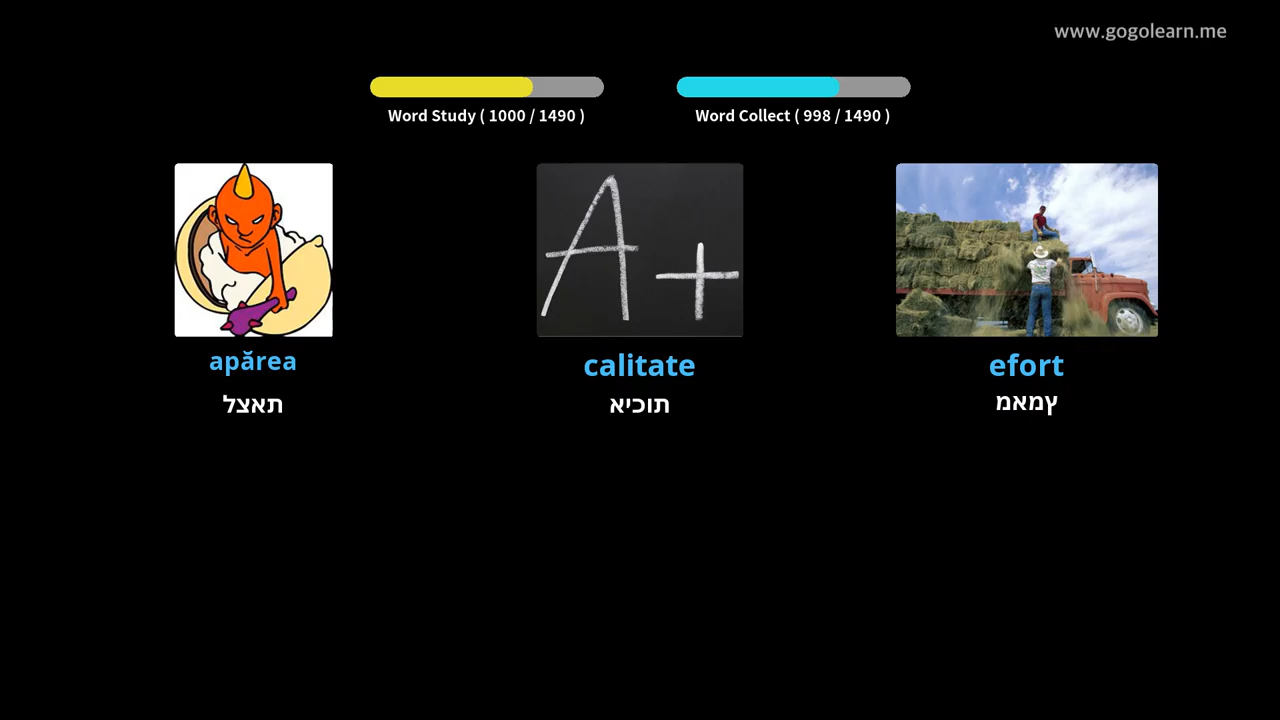 www.gogolearn.me
Word Study ( 1000 / 1490 )
Word Collect ( 998 / 1490 )
apărea
תאצל
calitate
תוכיא
efort
ץמאמ